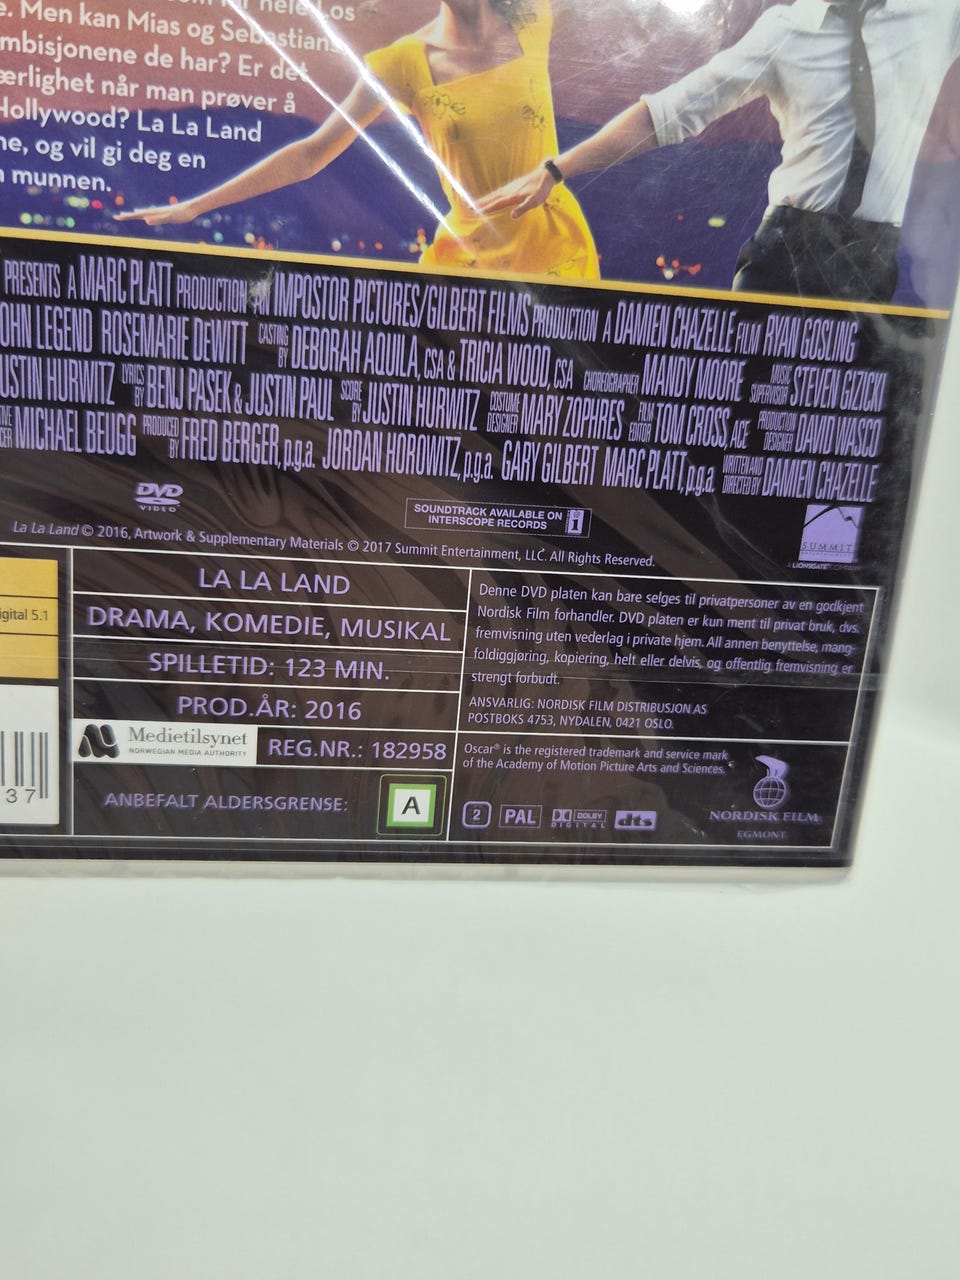 e. Men kan Mias og Sebastians
mbisjonene de har? Er det
ærlighet når man prøver å
Hollywood? La La Land
ne, og vil gi deg en
munnen.
PRESENTS A MARC PLATT PRODUCTION AN IMPOSTOR PICTURES/GILBERT FILMS PRODUCTION A DAMIEN CHAZELLE FILM RYAN GOSLING
OHN LEGEND ROSEMARIE DEWITT CASTING BY DEBORAH AQUILA, CSA & TRICIA WOOD, CSA CHOREOGRAPHER MANDY MOORE MUSIC SUPERVISOR STEVEN GIZICKI
USTIN HURWITZ LYRICS BY BENJ PASEK & JUSTIN PAUL SCORE BY JUSTIN HURWITZ COSTUME DESIGNER MARY ZOPHRES FILM EDITOR TOM CROSS, ACE PRODUCTION DESIGNER DAVID WASCO
MICHAEL BEUGG PRODUCED BY FRED BERGER, p.g.a. JORDAN HOROWITZ, p.g.a. GARY GILBERT MARC PLATT, p.g.a. WRITTEN AND DIRECTED BY DAMIEN CHAZELLE
DVD
VIDEO
SOUNDTRACK AVAILABLE ON
INTERSCOPE RECORDS
SUMMIT
A LIONSGATE COMPANY
La La Land © 2016, Artwork & Supplementary Materials © 2017 Summit Entertainment, LLC. All Rights Reserved.
igital 5.1
37
LA LA LAND
DRAMA, KOMEDIE, MUSIKAL
SPILLETID: 123 MIN.
PROD.ÅR: 2016
Medietilsynet
NORWEGIAN MEDIA AUTHORITY
REG.NR.: 182958
ANBEFALT ALDERSGRENSE: A
Denne DVD platen kan bare selges til privatpersoner av en godkjent
Nordisk Film forhandler. DVD platen er kun ment til privat bruk, dvs.
fremvisning uten vederlag i private hjem. All annen benyttelse, mang-
foldiggjøring, kopiering, helt eller delvis, og offentlig fremvisning er
strengt forbudt.
ANSVARLIG: NORDISK FILM DISTRIBUSJON AS
POSTBOKS 4753, NYDALEN, 0421 OSLO.
Oscar® is the registered trademark and service mark
of the Academy of Motion Picture Arts and Sciences.
2 PAL DOLBY DIGITAL dts
NORDISK FILM
EGMONT